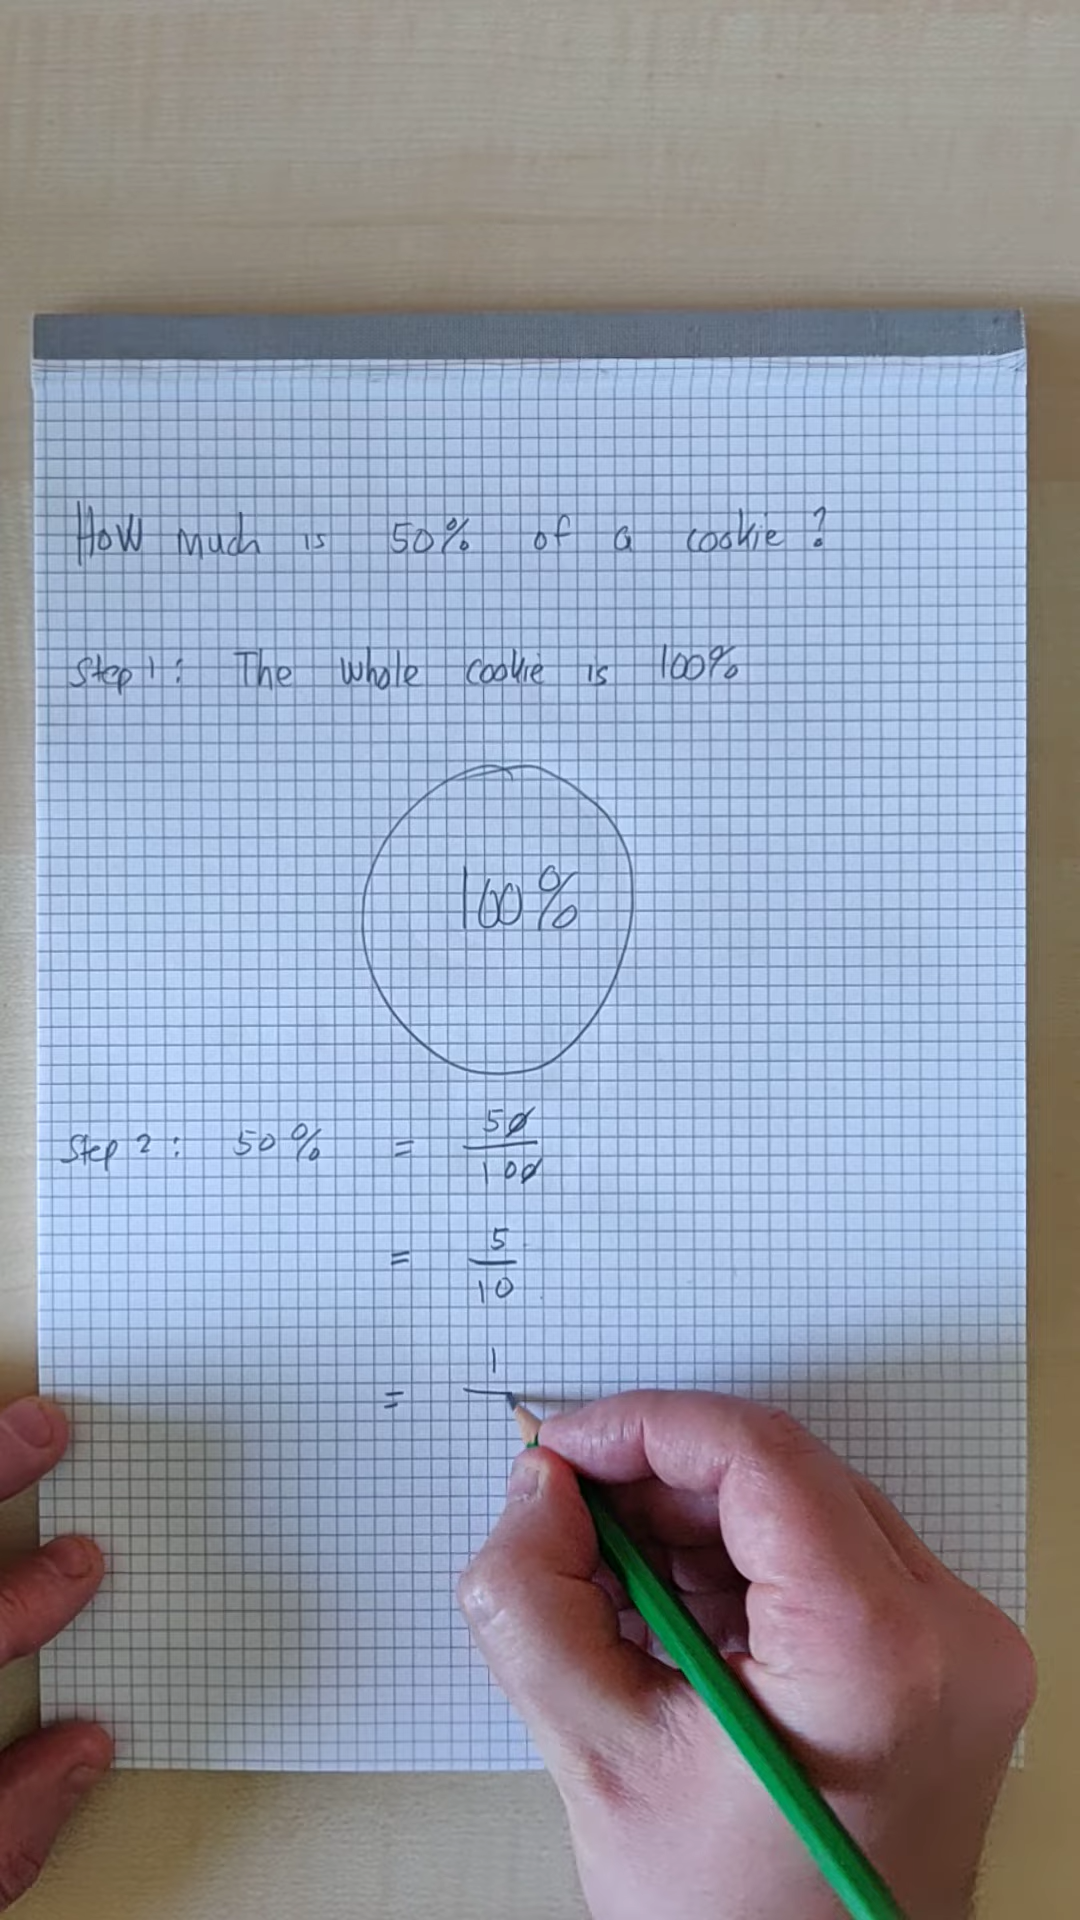 How much is 50% of a cookie?
Step 1: The whole cookie is 100%
100%
Step 2: 50% = 50/100
= 5/10
= 1/